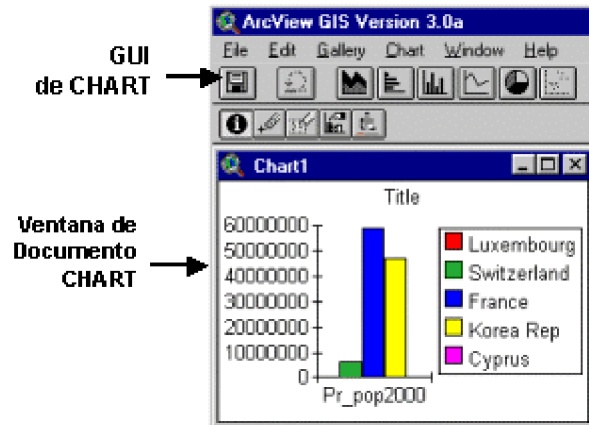 ArcView GIS Version 3.0a
File Edit Gallery Chart Window Help
GUI
de CHART
Chart1
Title
Ventana de
Documento
CHART
60000000
50000000
40000000
30000000
20000000
10000000
0
Pr_pop2000
Luxembourg
Switzerland
France
Korea Rep
Cyprus